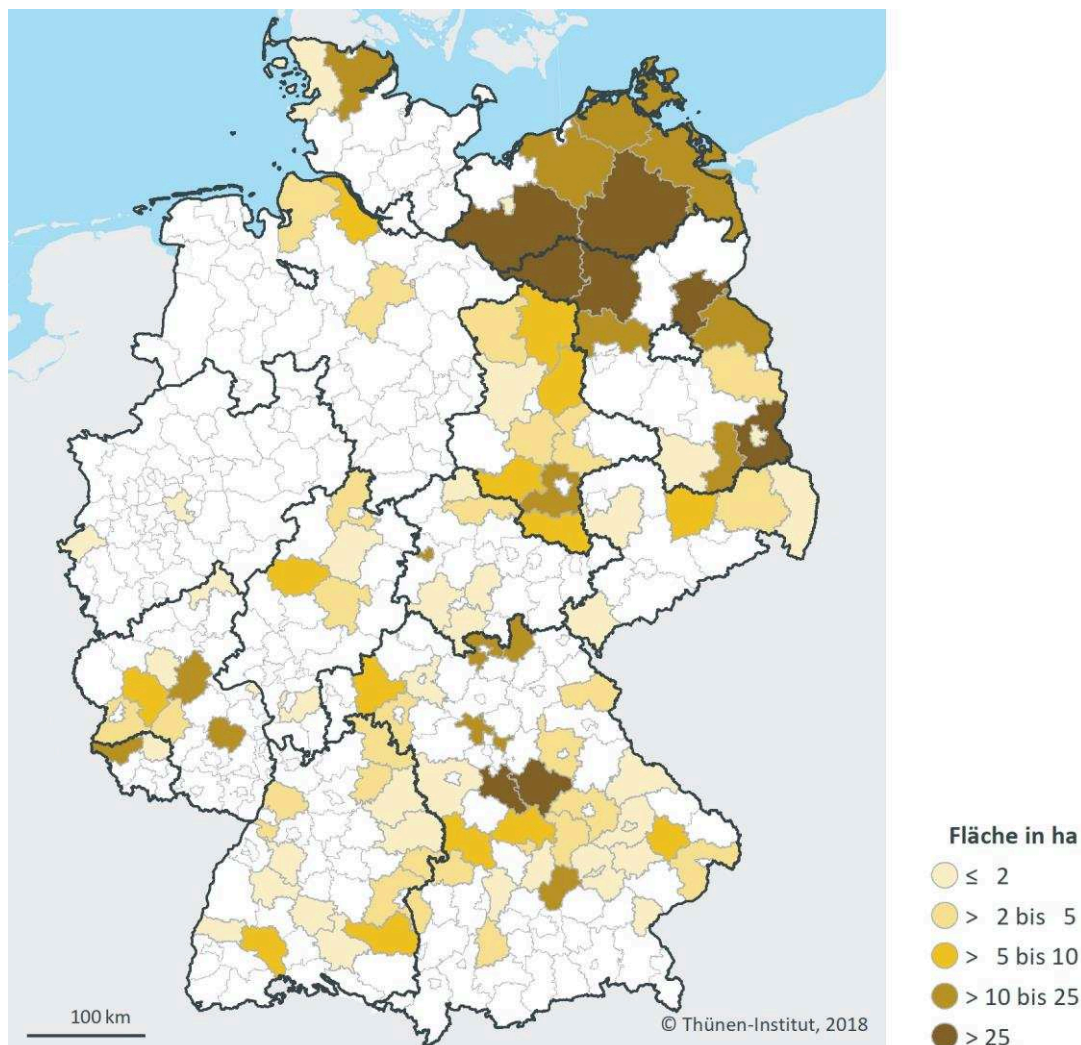 Fläche in ha
≤ 2
> 2 bis 5
> 5 bis 10
> 10 bis 25
> 25
100 km
© Thünen-Institut, 2018